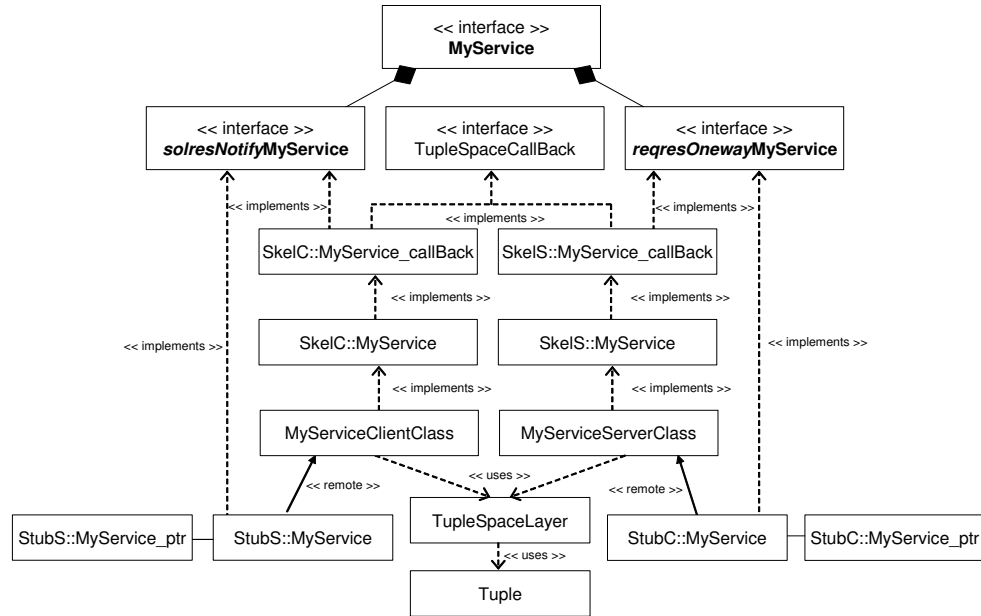 << interface >>
MyService
<< interface >>
solresNotifyMyService
<< interface >>
TupleSpaceCallBack
<< interface >>
reqresOnewayMyService
<< implements >>
<< implements >>
<< implements >>
SkelC::MyService_callBack
SkelS::MyService_callBack
<< implements >>
<< implements >>
<< implements >>
<< implements >>
SkelC::MyService
SkelS::MyService
<< implements >>
<< implements >>
MyServiceClientClass
MyServiceServerClass
<< uses >>
<< remote >>
<< remote >>
TupleSpaceLayer
StubS::MyService_ptr
StubS::MyService
StubC::MyService
StubC::MyService_ptr
<< uses >>
Tuple